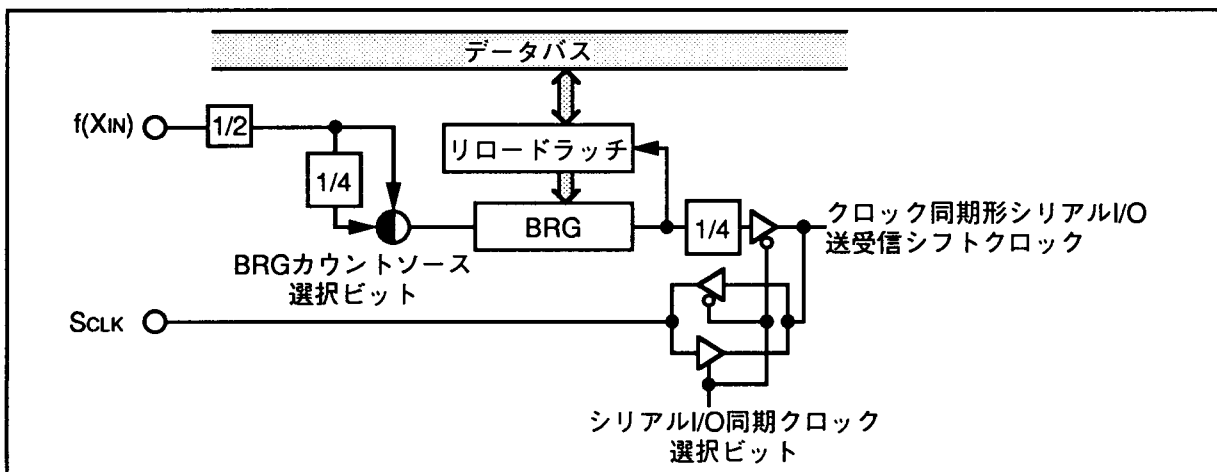 データバス
f(XIN)
1/2
リロードラッチ
1/4
BRG
1/4
クロック同期形シリアルI/O
送受信シフトクロック
BRGカウントソース
選択ビット
SCLK
シリアルI/O同期クロック
選択ビット